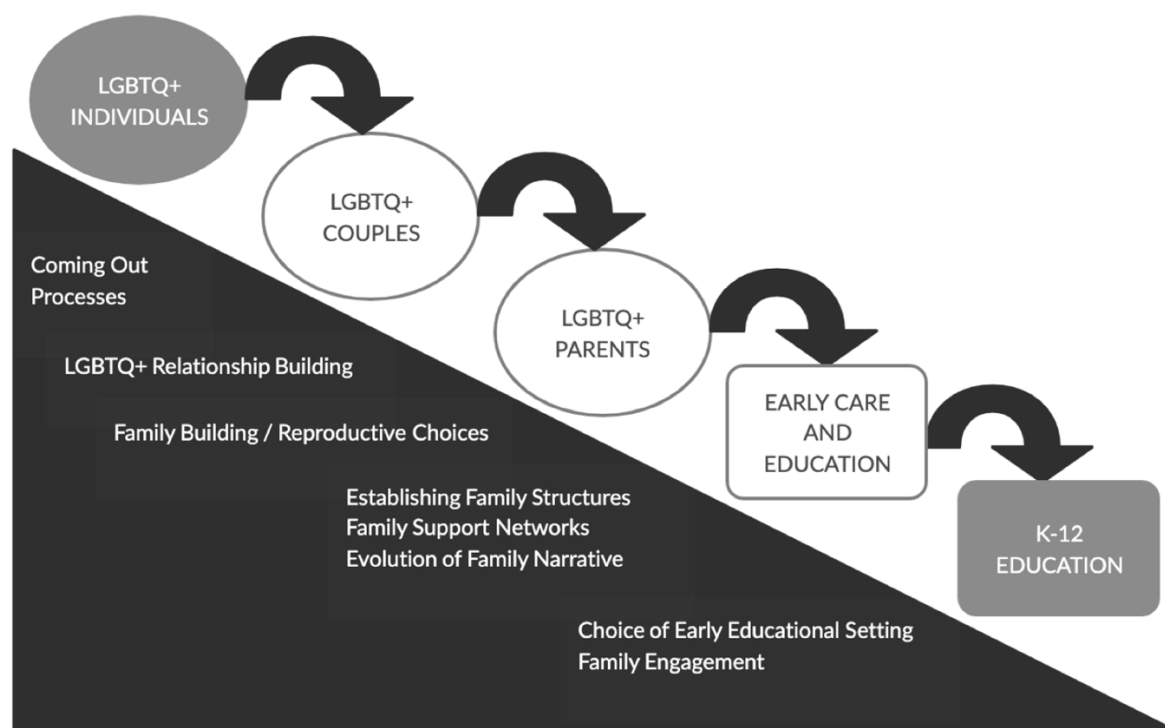 LGBTQ+
INDIVIDUALS
LGBTQ+
COUPLES
LGBTQ+
PARENTS
EARLY CARE
AND
EDUCATION
K-12
EDUCATION
Coming Out
Processes
LGBTQ+ Relationship Building
Family Building / Reproductive Choices
Establishing Family Structures
Family Support Networks
Evolution of Family Narrative
Choice of Early Educational Setting
Family Engagement